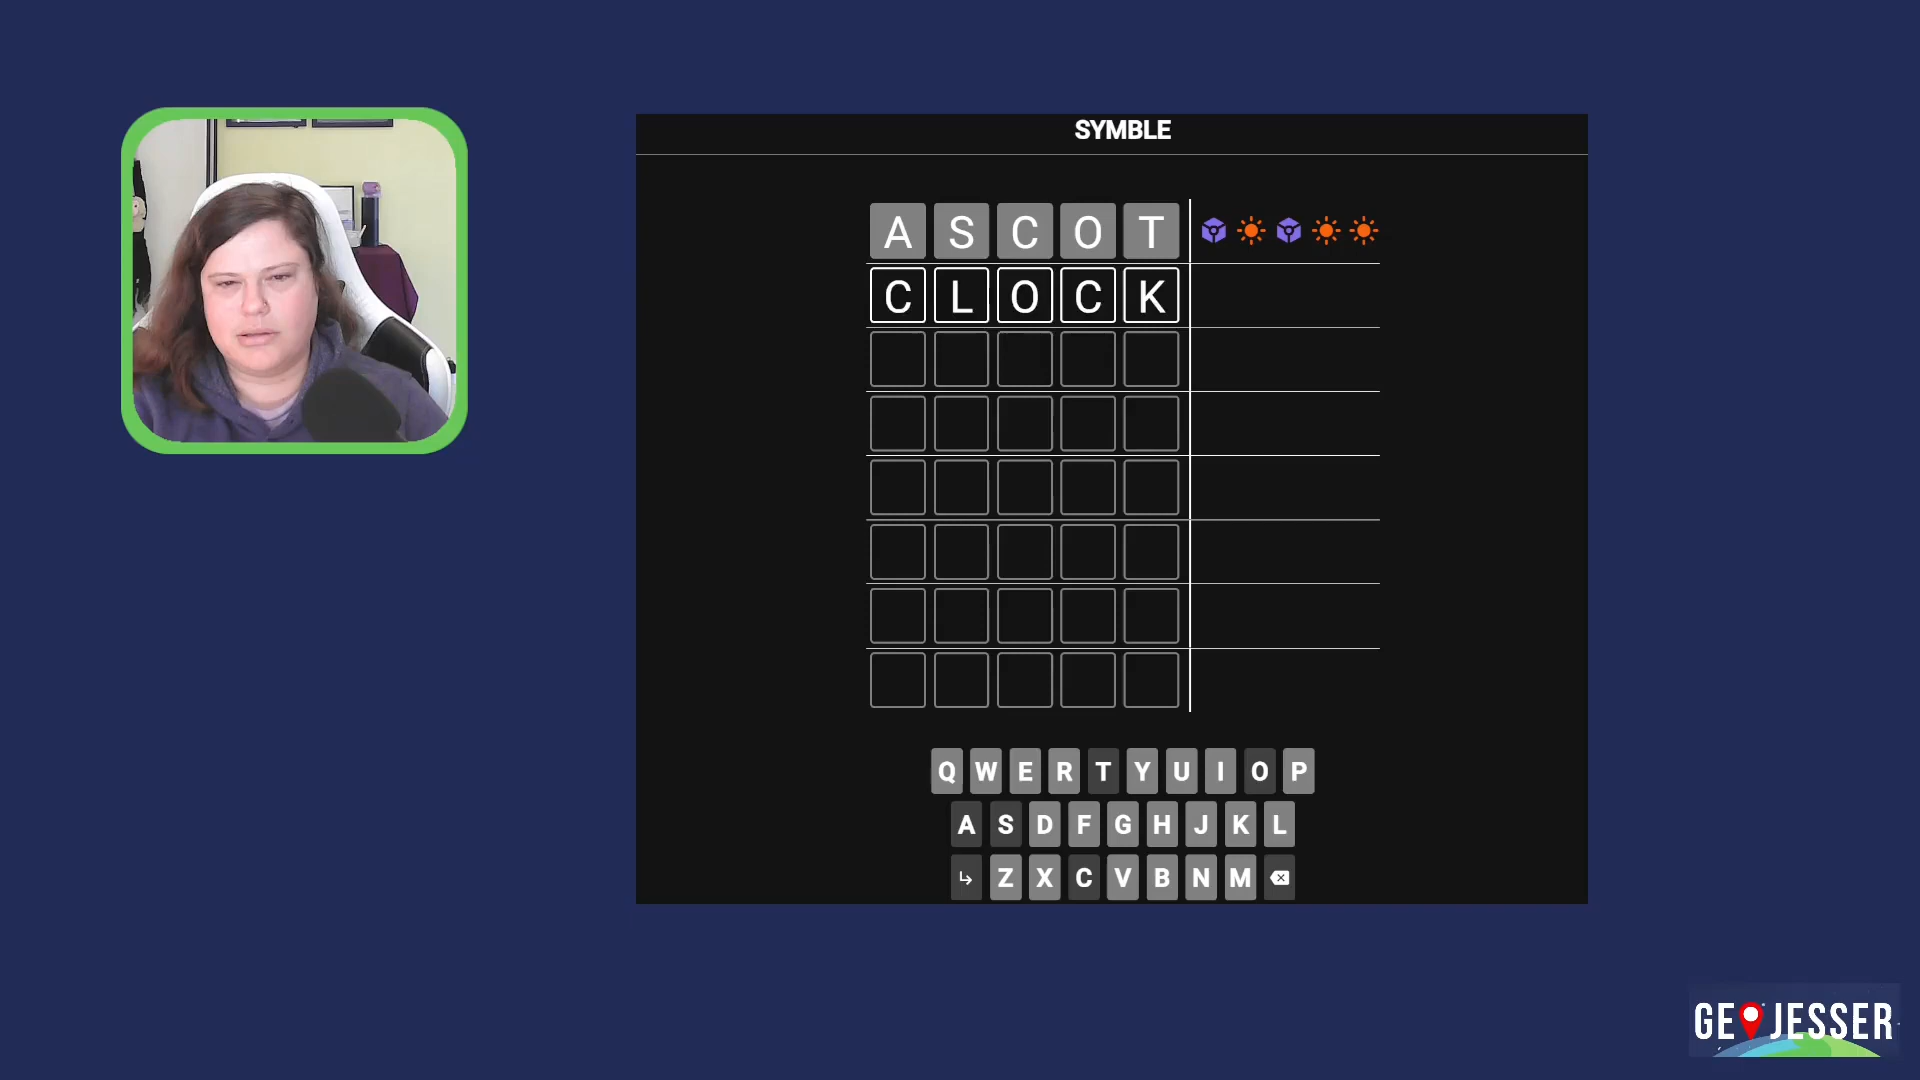 SYMBLE
A S C O T
C L O C K
Q W E R T Y U I O P
A S D F G H J K L
Z X C V B N M
GEOJESSER